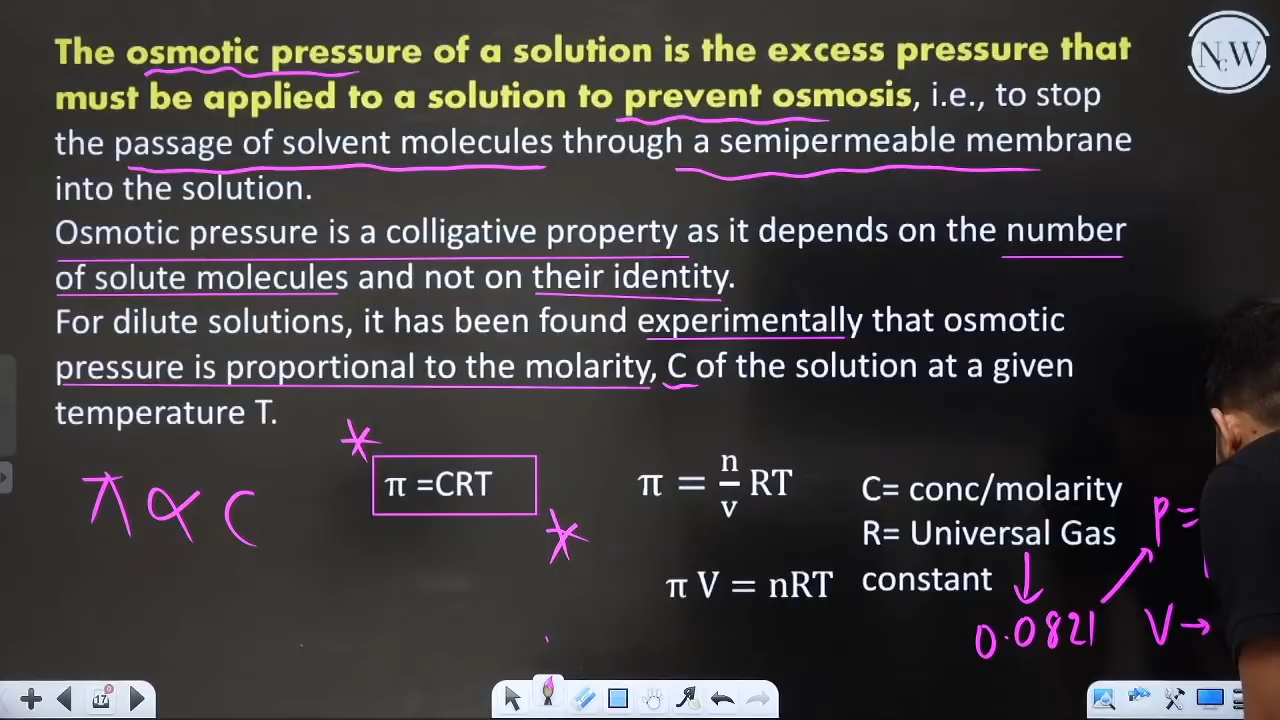 The osmotic pressure of a solution is the excess pressure that
must be applied to a solution to prevent osmosis, i.e., to stop
the passage of solvent molecules through a semipermeable membrane
into the solution.
Osmotic pressure is a colligative property as it depends on the number
of solute molecules and not on their identity.
For dilute solutions, it has been found experimentally that osmotic
pressure is proportional to the molarity, C of the solution at a given
temperature T.
π ∝ C
π =CRT
π = n/v RT
π V = nRT
C= conc/molarity
R= Universal Gas
constant
0.0821
P =
V →
NcW
17